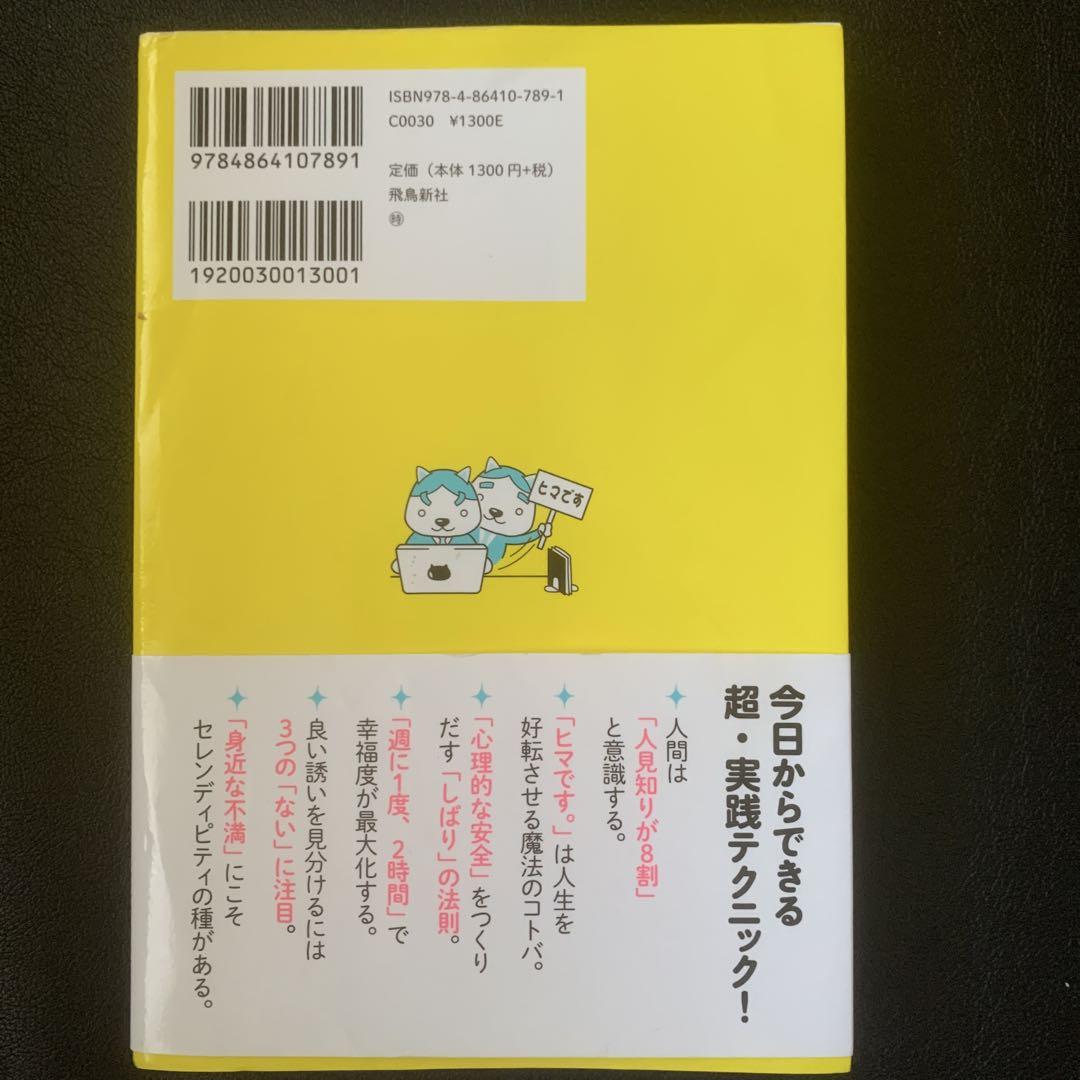 ISBN978-4-86410-789-1
C0030 ¥1300E
9784864107891
定価（本体1300円+税）
飛鳥新社
㊕
1920030013001
ヒマです
今日からできる
超・実践テクニック！
人間は
「人見知りが8割」
と意識する。
「ヒマです。」は人生を
好転させる魔法のコトバ。
「心理的な安全」をつくり
だす「しばり」の法則。
「週に1度、2時間」で
幸福度が最大化する。
良い誘いを見分けるには
3つの「ない」に注目。
「身近な不満」にこそ
セレンディピティの種がある。